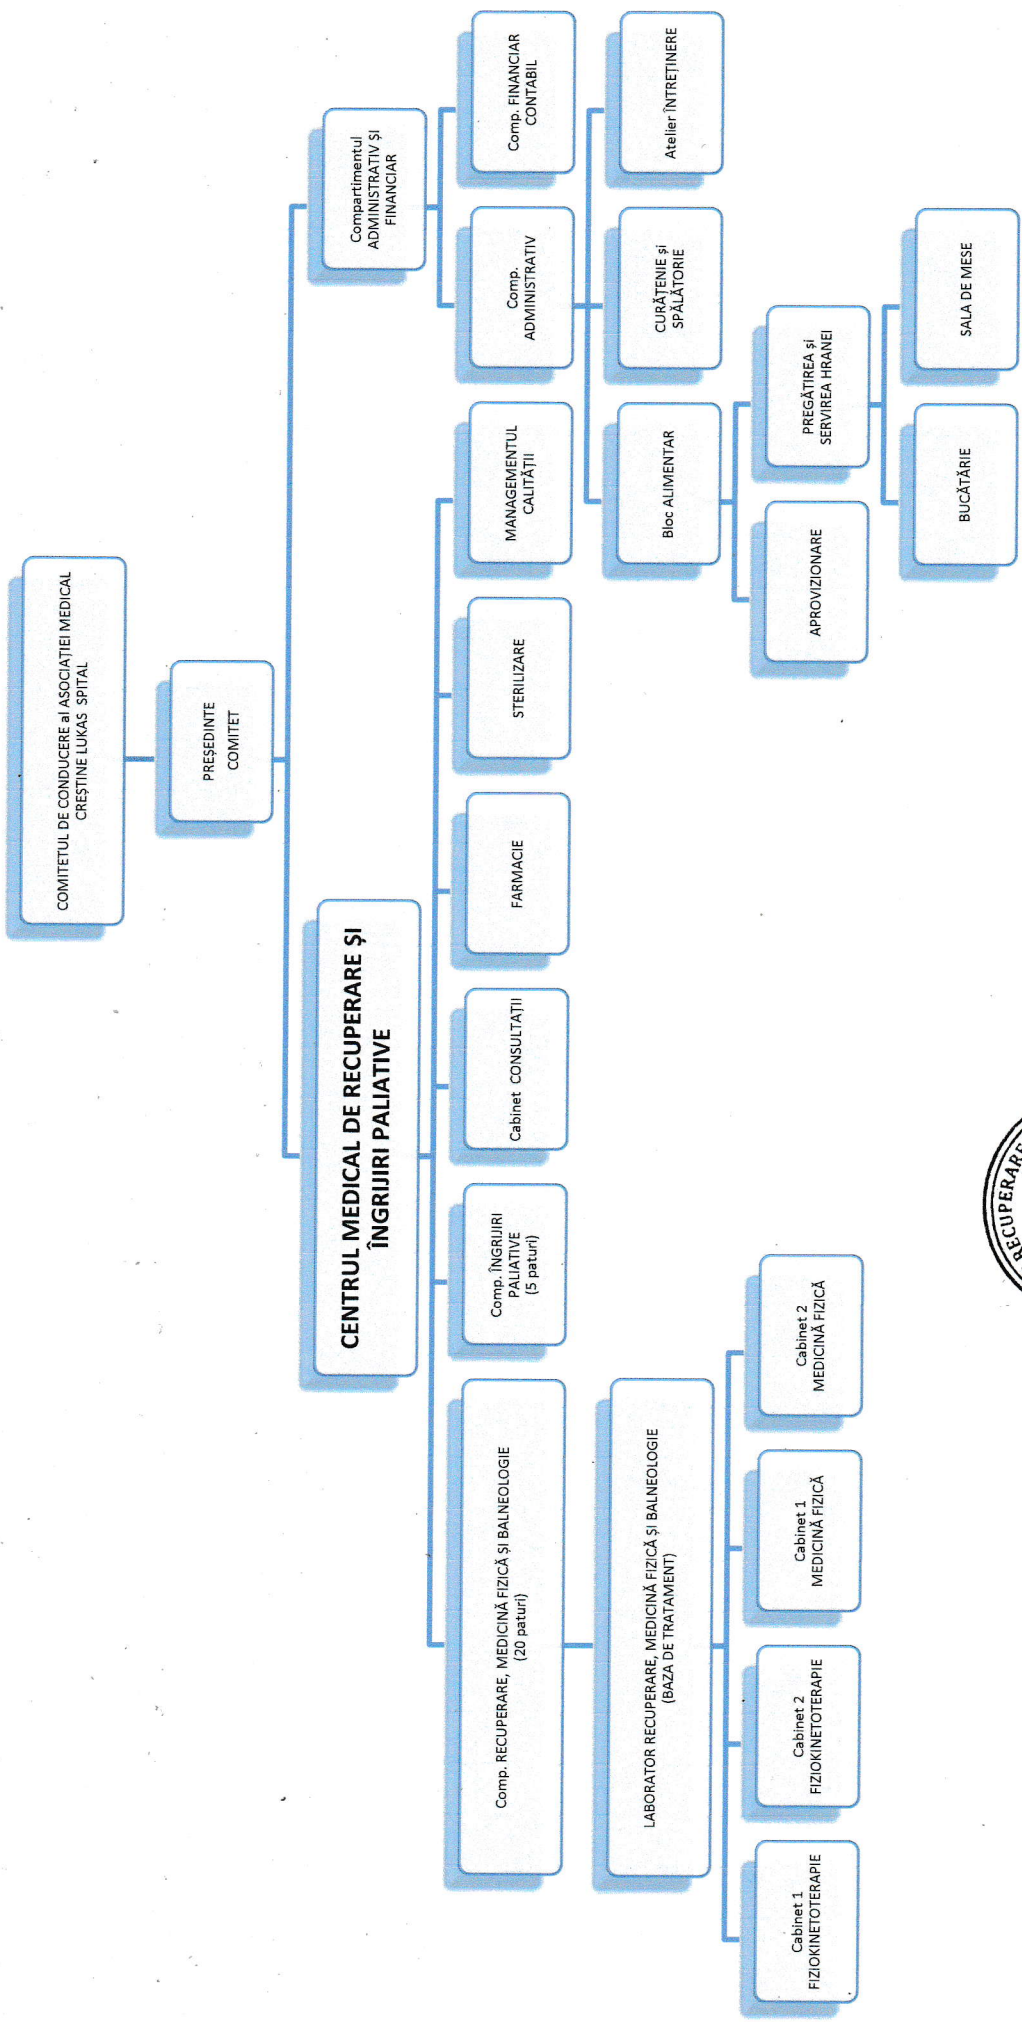 COMITETUL DE CONDUCERE al ASOCIAȚIEI MEDICAL
CREȘTINE LUKAS SPITAL
PREȘEDINTE
COMITET
CENTRUL MEDICAL DE RECUPERARE ȘI
ÎNGRIJIRI PALIATIVE
Compartimentul
ADMINISTRATIV ȘI
FINANCIAR
Comp. RECUPERARE, MEDICINĂ FIZICĂ ȘI BALNEOLOGIE
(20 paturi)
Comp. ÎNGRIJIRI
PALIATIVE
(5 paturi)
Cabinet CONSULTAȚII
FARMACIE
STERILIZARE
MANAGEMENTUL
CALITĂȚII
Comp.
ADMINISTRATIV
Comp. FINANCIAR
CONTABIL
LABORATOR RECUPERARE, MEDICINĂ FIZICĂ ȘI BALNEOLOGIE
(BAZA DE TRATAMENT)
Bloc ALIMENTAR
CURĂȚENIE și
SPĂLĂTORIE
Atelier ÎNTREȚINERE
Cabinet 1
FIZIOKINETOTERAPIE
Cabinet 2
FIZIOKINETOTERAPIE
Cabinet 1
MEDICINĂ FIZICĂ
Cabinet 2
MEDICINĂ FIZICĂ
APROVIZIONARE
PREGĂTIREA și
SERVIREA HRANEI
BUCĂTĂRIE
SALA DE MESE
RECUPERARE